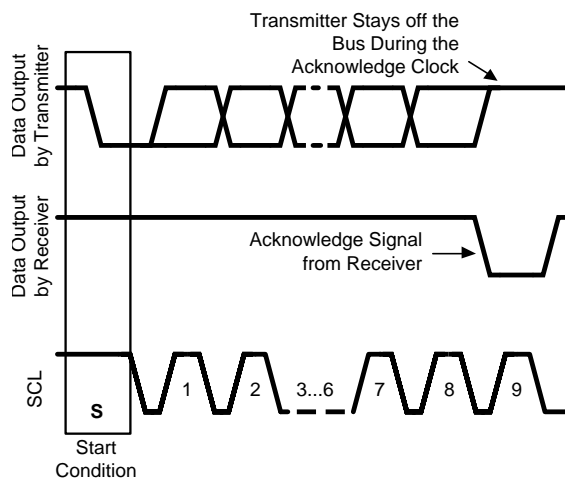 Transmitter Stays off the
Bus During the
Acknowledge Clock
Data Output
by Transmitter
Data Output
by Receiver
Acknowledge Signal
from Receiver
SCL
S
1
2
3...6
7
8
9
Start
Condition